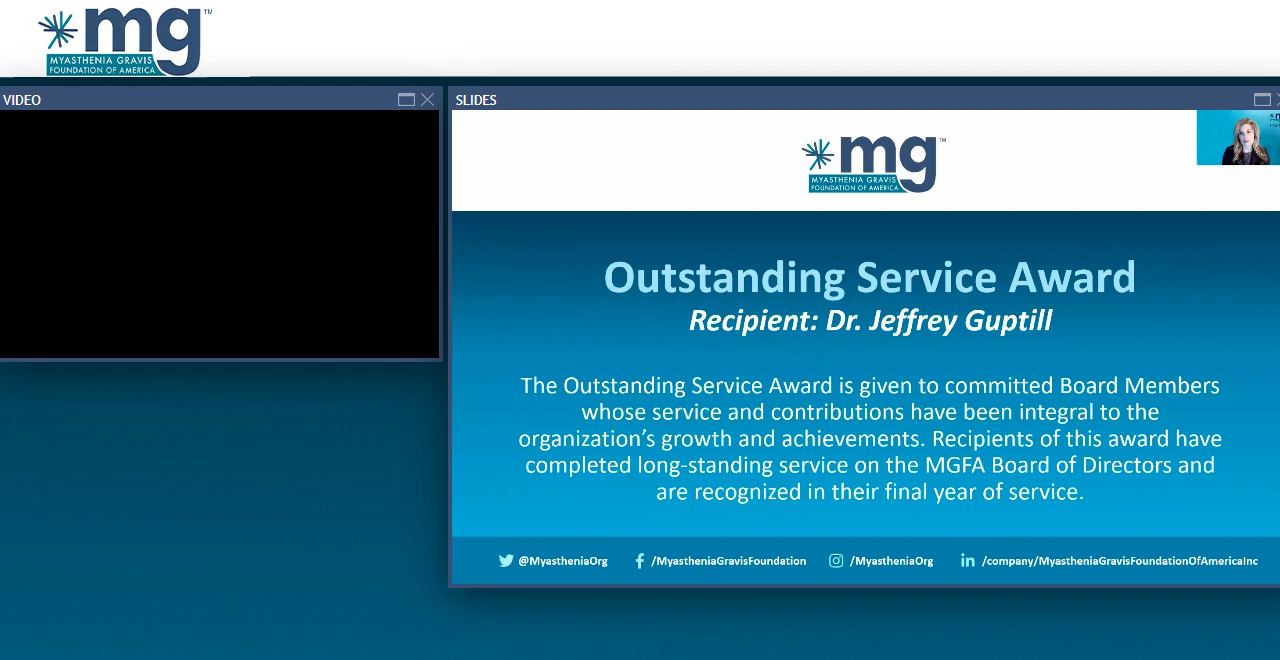 mg™
MYASTHENIA GRAVIS
FOUNDATION OF AMERICA
VIDEO
SLIDES
mg™
MYASTHENIA GRAVIS
FOUNDATION OF AMERICA
Outstanding Service Award
Recipient: Dr. Jeffrey Guptill
The Outstanding Service Award is given to committed Board Members
whose service and contributions have been integral to the
organization’s growth and achievements. Recipients of this award have
completed long-standing service on the MGFA Board of Directors and
are recognized in their final year of service.
@MyastheniaOrg /MyastheniaGravisFoundation /MyastheniaOrg /company/MyastheniaGravisFoundationOfAmericaInc